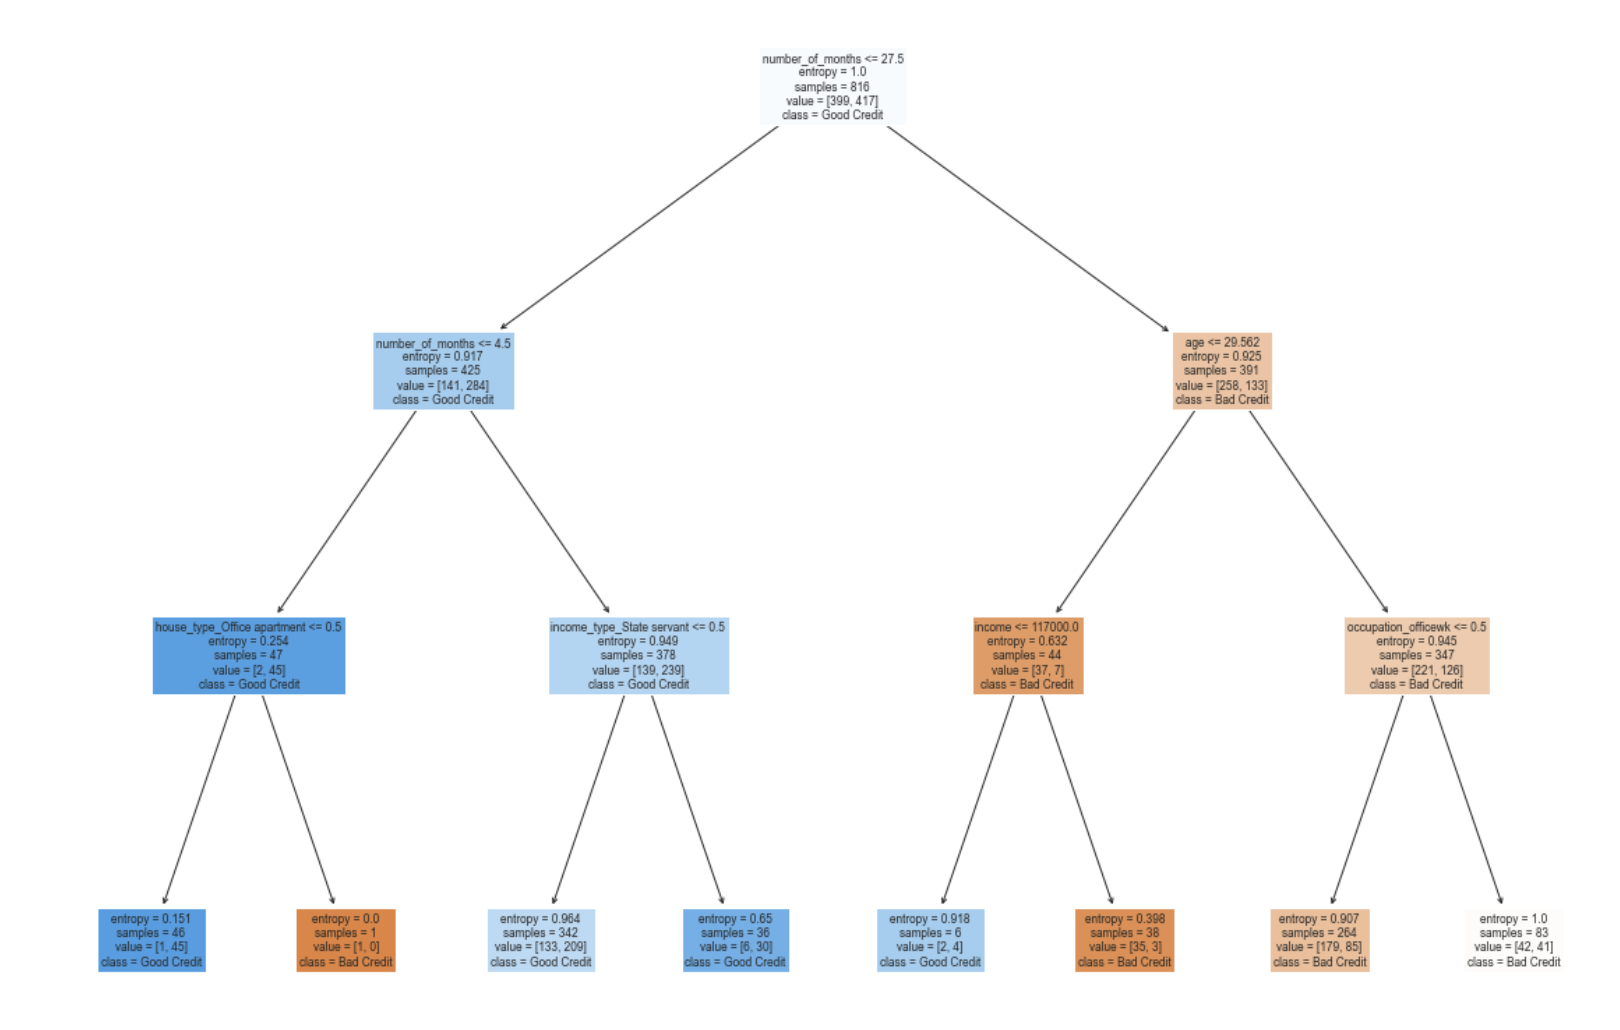 number_of_months <= 27.5
entropy = 1.0
samples = 816
value = [399, 417]
class = Good Credit
number_of_months <= 4.5
entropy = 0.917
samples = 425
value = [141, 284]
class = Good Credit
age <= 29.562
entropy = 0.925
samples = 391
value = [258, 133]
class = Bad Credit
house_type_Office apartment <= 0.5
entropy = 0.254
samples = 47
value = [2, 45]
class = Good Credit
income_type_State servant <= 0.5
entropy = 0.949
samples = 378
value = [139, 239]
class = Good Credit
income <= 117000.0
entropy = 0.632
samples = 44
value = [37, 7]
class = Bad Credit
occupation_officewk <= 0.5
entropy = 0.945
samples = 347
value = [221, 126]
class = Bad Credit
entropy = 0.151
samples = 46
value = [1, 45]
class = Good Credit
entropy = 0.0
samples = 1
value = [1, 0]
class = Bad Credit
entropy = 0.964
samples = 342
value = [133, 209]
class = Good Credit
entropy = 0.65
samples = 36
value = [6, 30]
class = Good Credit
entropy = 0.918
samples = 6
value = [2, 4]
class = Good Credit
entropy = 0.398
samples = 38
value = [35, 3]
class = Bad Credit
entropy = 0.907
samples = 264
value = [179, 85]
class = Bad Credit
entropy = 1.0
samples = 83
value = [42, 41]
class = Bad Credit